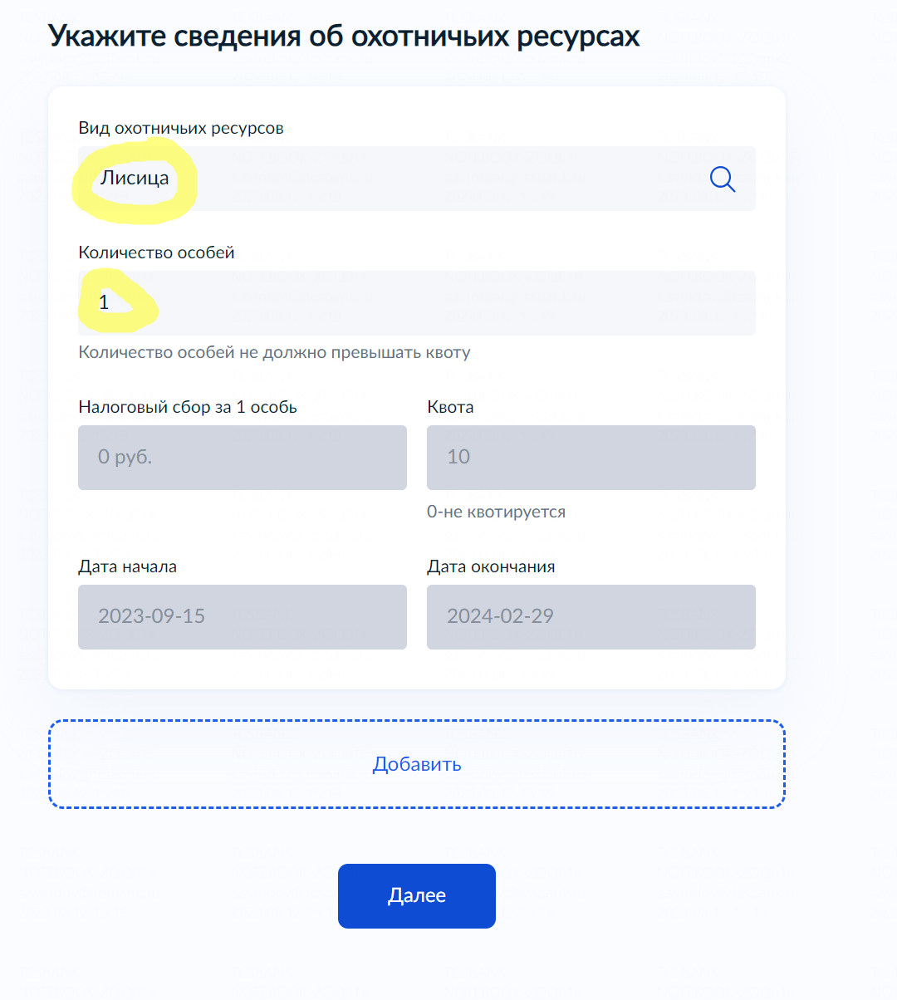 Укажите сведения об охотничьих ресурсах
Вид охотничьих ресурсов
Лисица
Количество особей
1
Количество особей не должно превышать квоту
Налоговый сбор за 1 особь
Квота
0 руб.
10
0-не квотируется
Дата начала
Дата окончания
2023-09-15
2024-02-29
Добавить
Далее